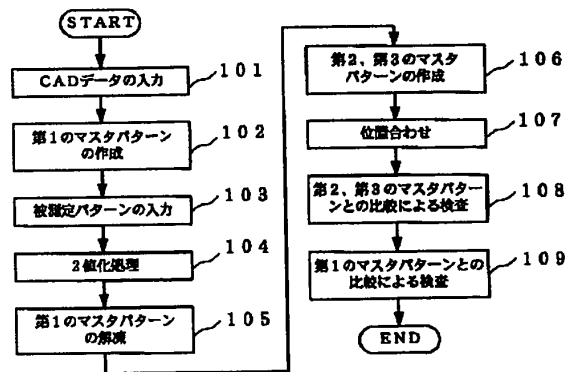 START
CADデータの入力
101
第1のマスタパターン
の作成
102
被測定パターンの入力
103
2値化処理
104
第1のマスタパターン
の解凍
105
第2、第3のマスタ
パターンの作成
106
位置合わせ
107
第2、第3のマスタパター
ンとの比較による検査
108
第1のマスタパターンとの
比較による検査
109
END